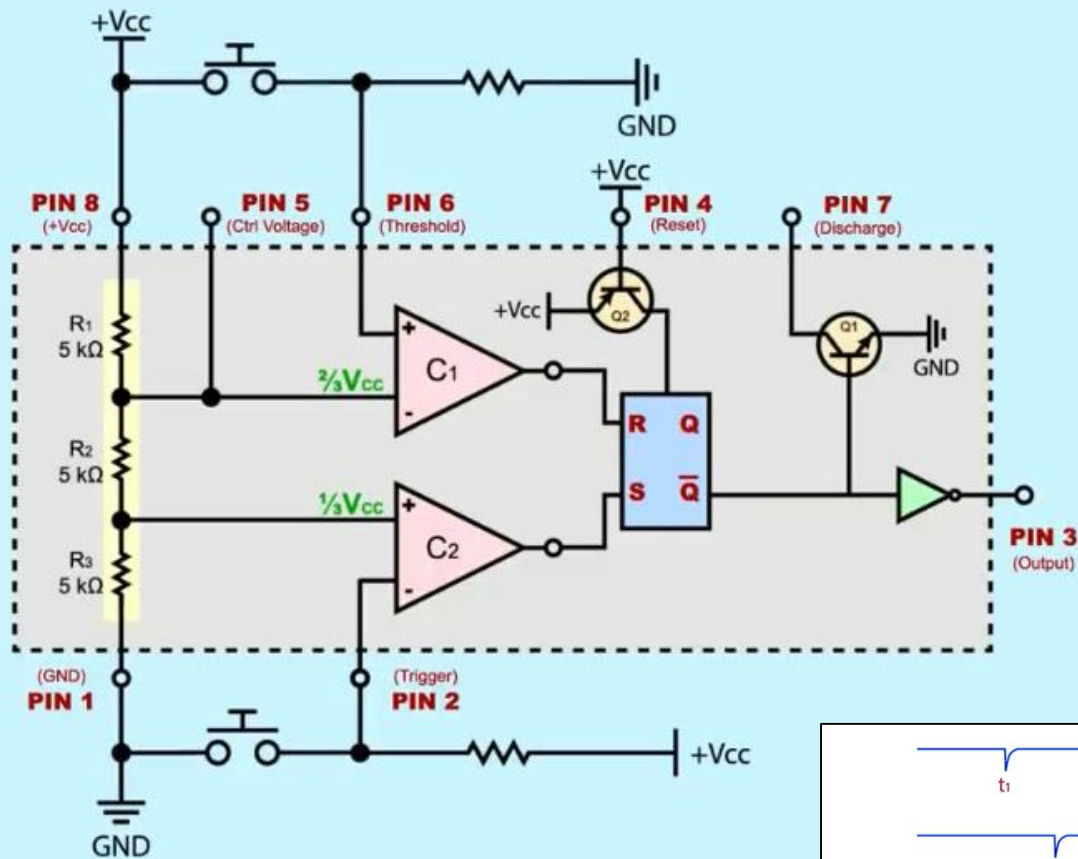 +Vcc
GND
+Vcc
PIN 8
(+Vcc)
PIN 5
(Ctrl Voltage)
PIN 6
(Threshold)
PIN 4
(Reset)
PIN 7
(Discharge)
R1
5 kΩ
+Vcc
Q2
Q1
GND
⅔Vcc
+
C1
-
R Q
R2
5 kΩ
S Q̅
⅓Vcc
+
C2
-
PIN 3
(Output)
R3
5 kΩ
(GND)
PIN 1
(Trigger)
PIN 2
+Vcc
GND
t1